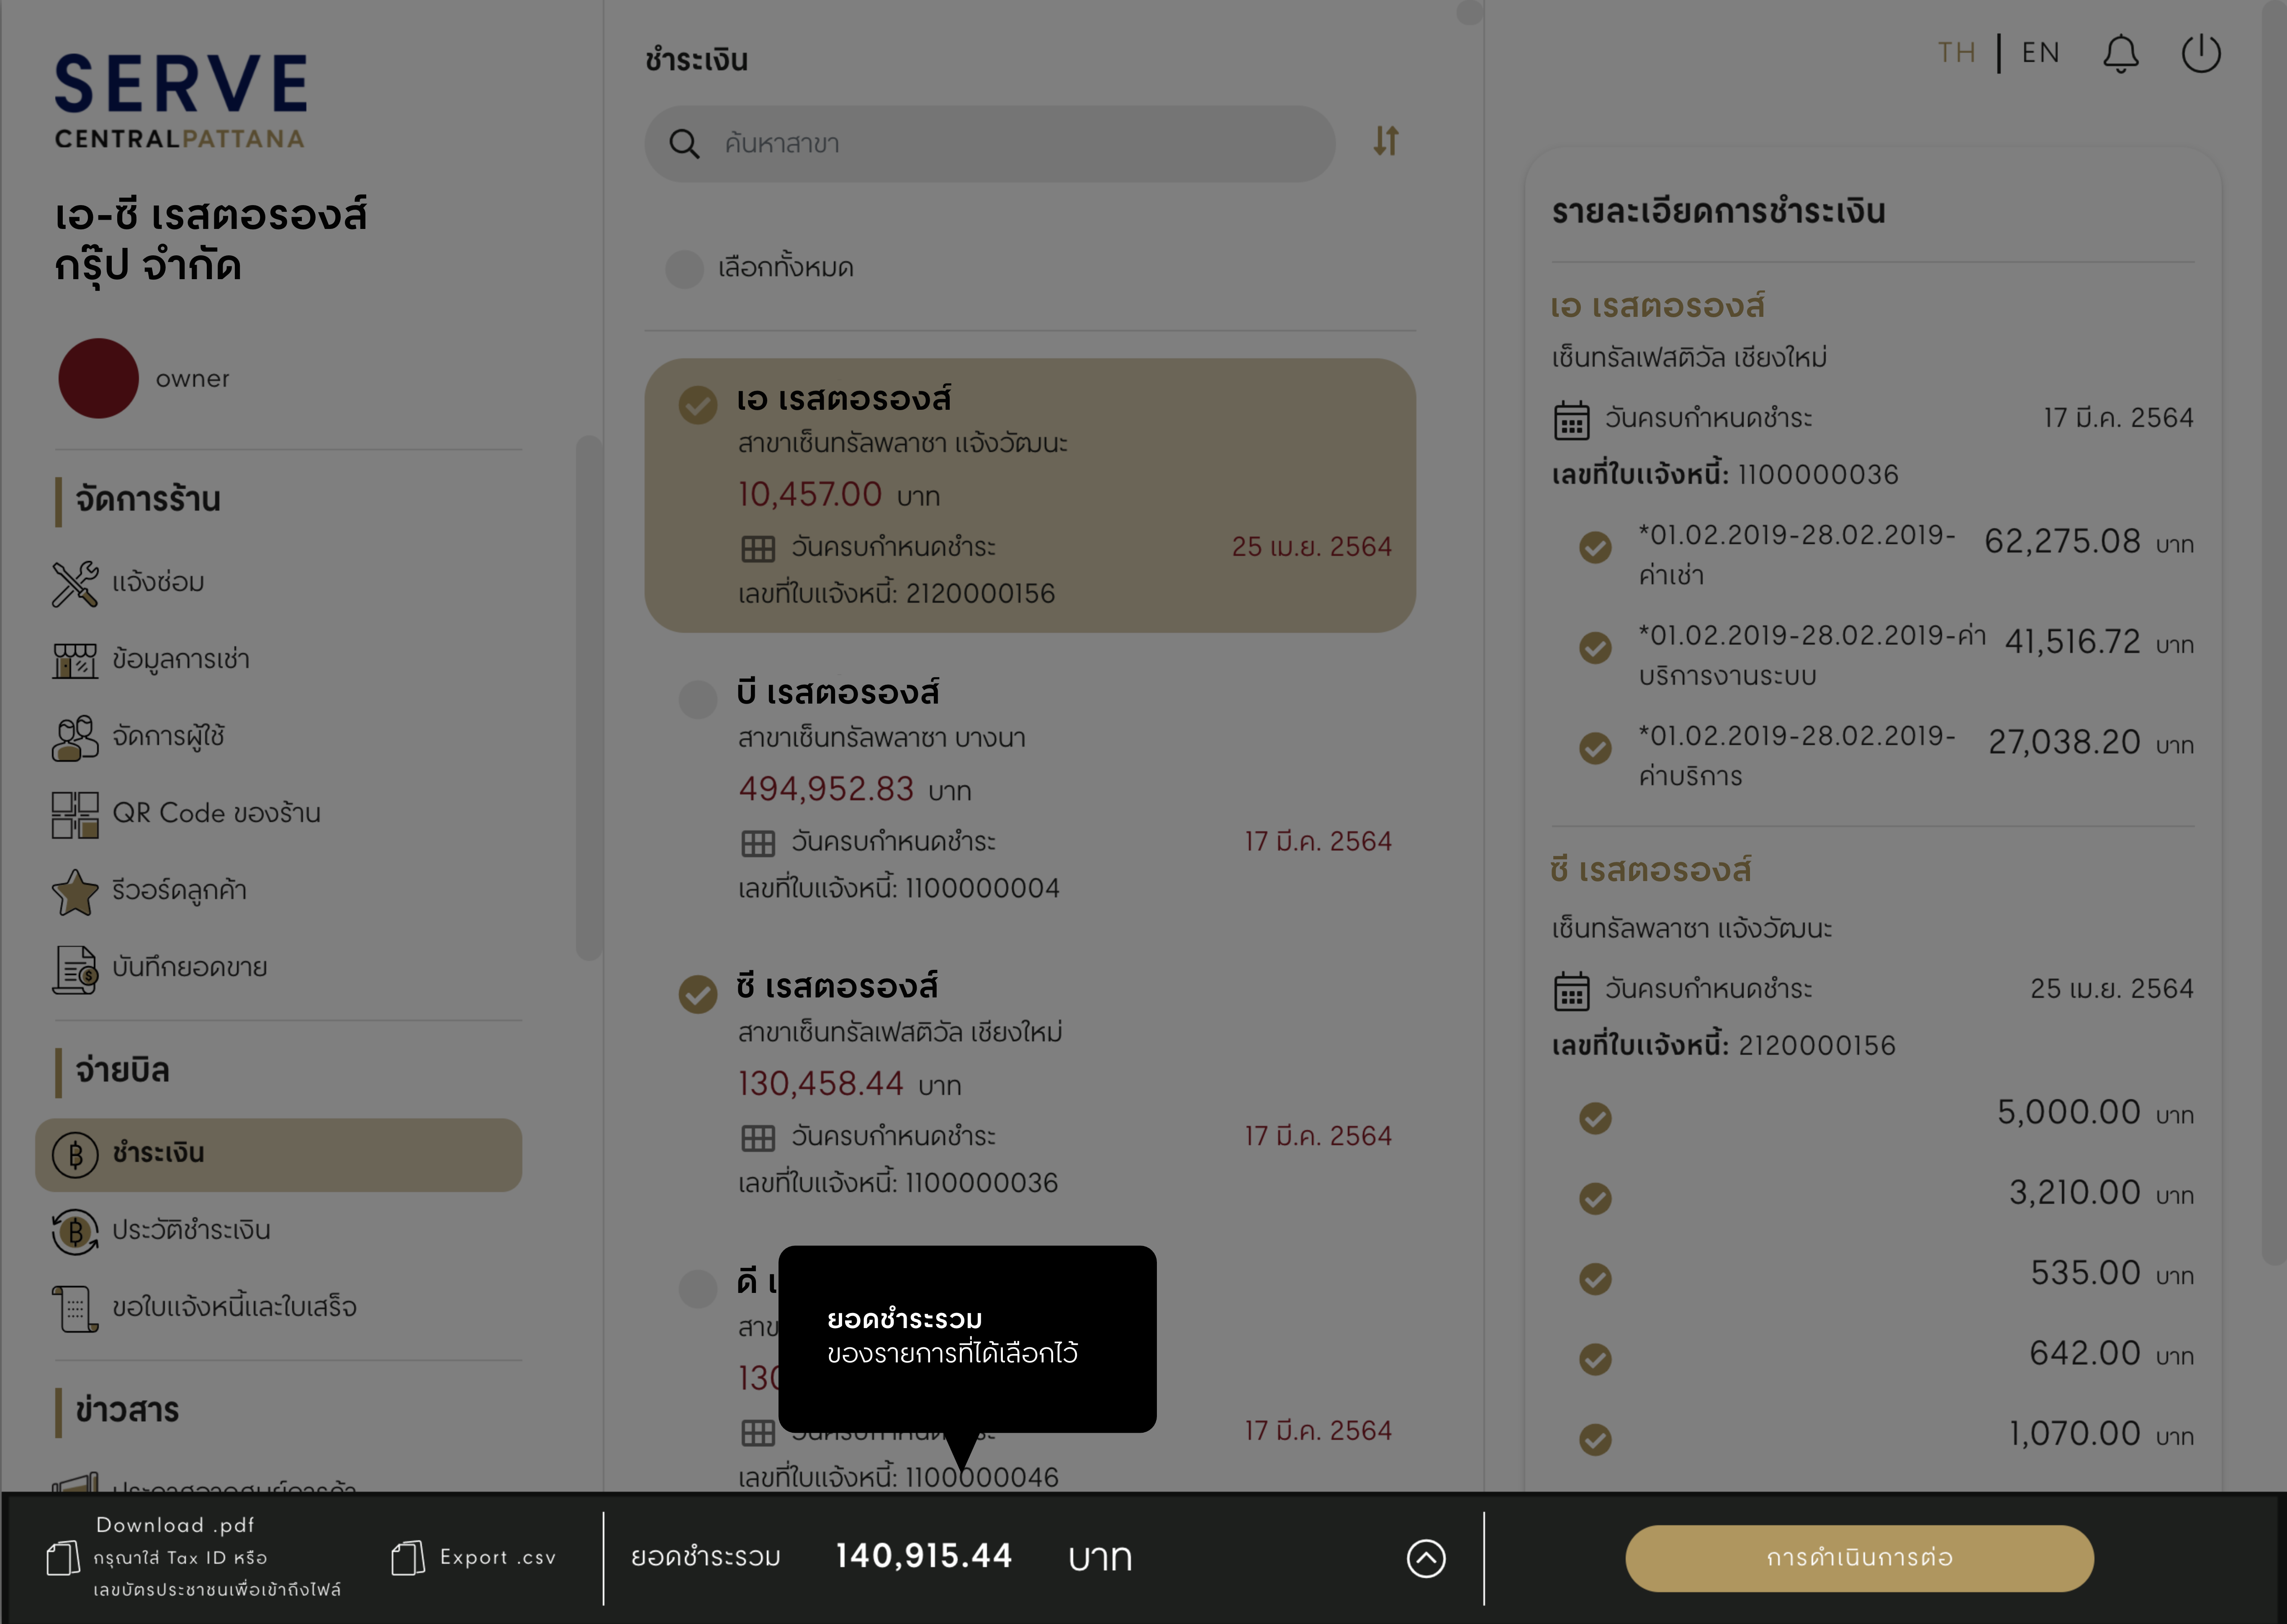 SERVE
CENTRALPATTANA
เอ-ซี เรสตอรองส์
กรุ๊ป จำกัด
owner
จัดการร้าน
แจ้งซ่อม
ข้อมูลการเช่า
จัดการผู้ใช้
QR Code ของร้าน
รีวอร์ดลูกค้า
บันทึกยอดขาย
จ่ายบิล
ชำระเงิน
ประวัติชำระเงิน
ขอใบแจ้งหนี้และใบเสร็จ
ข่าวสาร
ชำระเงิน
ค้นหาสาขา
เลือกทั้งหมด
เอ เรสตอรองส์
สาขาเซ็นทรัลพลาซา แจ้งวัฒนะ
10,457.00 บาท
วันครบกำหนดชำระ 25 เม.ย. 2564
เลขที่ใบแจ้งหนี้: 2120000156
บี เรสตอรองส์
สาขาเซ็นทรัลพลาซา บางนา
494,952.83 บาท
วันครบกำหนดชำระ 17 มี.ค. 2564
เลขที่ใบแจ้งหนี้: 1100000004
ซี เรสตอรองส์
สาขาเซ็นทรัลเฟสติวัล เชียงใหม่
130,458.44 บาท
วันครบกำหนดชำระ 17 มี.ค. 2564
เลขที่ใบแจ้งหนี้: 1100000036
ดี เ
สาข
130
17 มี.ค. 2564
เลขที่ใบแจ้งหนี้: 1100000046
ยอดชำระรวม
ของรายการที่ได้เลือกไว้
TH | EN
รายละเอียดการชำระเงิน
เอ เรสตอรองส์
เซ็นทรัลเฟสติวัล เชียงใหม่
วันครบกำหนดชำระ 17 มี.ค. 2564
เลขที่ใบแจ้งหนี้: 1100000036
*01.02.2019-28.02.2019- 62,275.08 บาท
ค่าเช่า
*01.02.2019-28.02.2019-ค่า 41,516.72 บาท
บริการงานระบบ
*01.02.2019-28.02.2019- 27,038.20 บาท
ค่าบริการ
ซี เรสตอรองส์
เซ็นทรัลพลาซา แจ้งวัฒนะ
วันครบกำหนดชำระ 25 เม.ย. 2564
เลขที่ใบแจ้งหนี้: 2120000156
5,000.00 บาท
3,210.00 บาท
535.00 บาท
642.00 บาท
1,070.00 บาท
Download .pdf
กรุณาใส่ Tax ID หรือ
เลขบัตรประชาชนเพื่อเข้าถึงไฟล์
Export .csv
ยอดชำระรวม 140,915.44 บาท
การดำเนินการต่อ